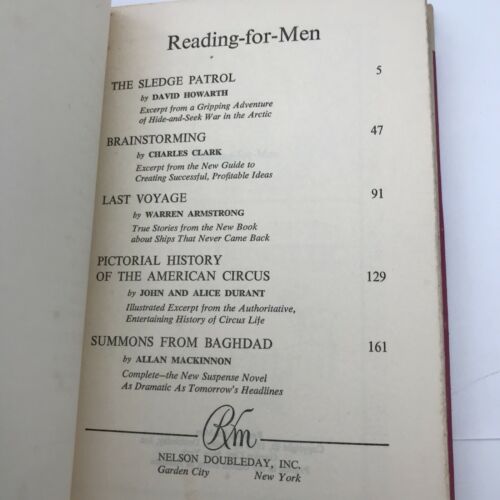 Reading-for-Men
THE SLEDGE PATROL 5
by DAVID HOWARTH
Excerpt from a Gripping Adventure
of Hide-and-Seek War in the Arctic
BRAINSTORMING 47
by CHARLES CLARK
Excerpt from the New Guide to
Creating Successful, Profitable Ideas
LAST VOYAGE 91
by WARREN ARMSTRONG
True Stories from the New Book
about Ships That Never Came Back
PICTORIAL HISTORY
OF THE AMERICAN CIRCUS 129
by JOHN AND ALICE DURANT
Illustrated Excerpt from the Authoritative,
Entertaining History of Circus Life
SUMMONS FROM BAGHDAD 161
by ALLAN MACKINNON
Complete—the New Suspense Novel
As Dramatic As Tomorrow's Headlines
Rfm
NELSON DOUBLEDAY, INC.
Garden City New York